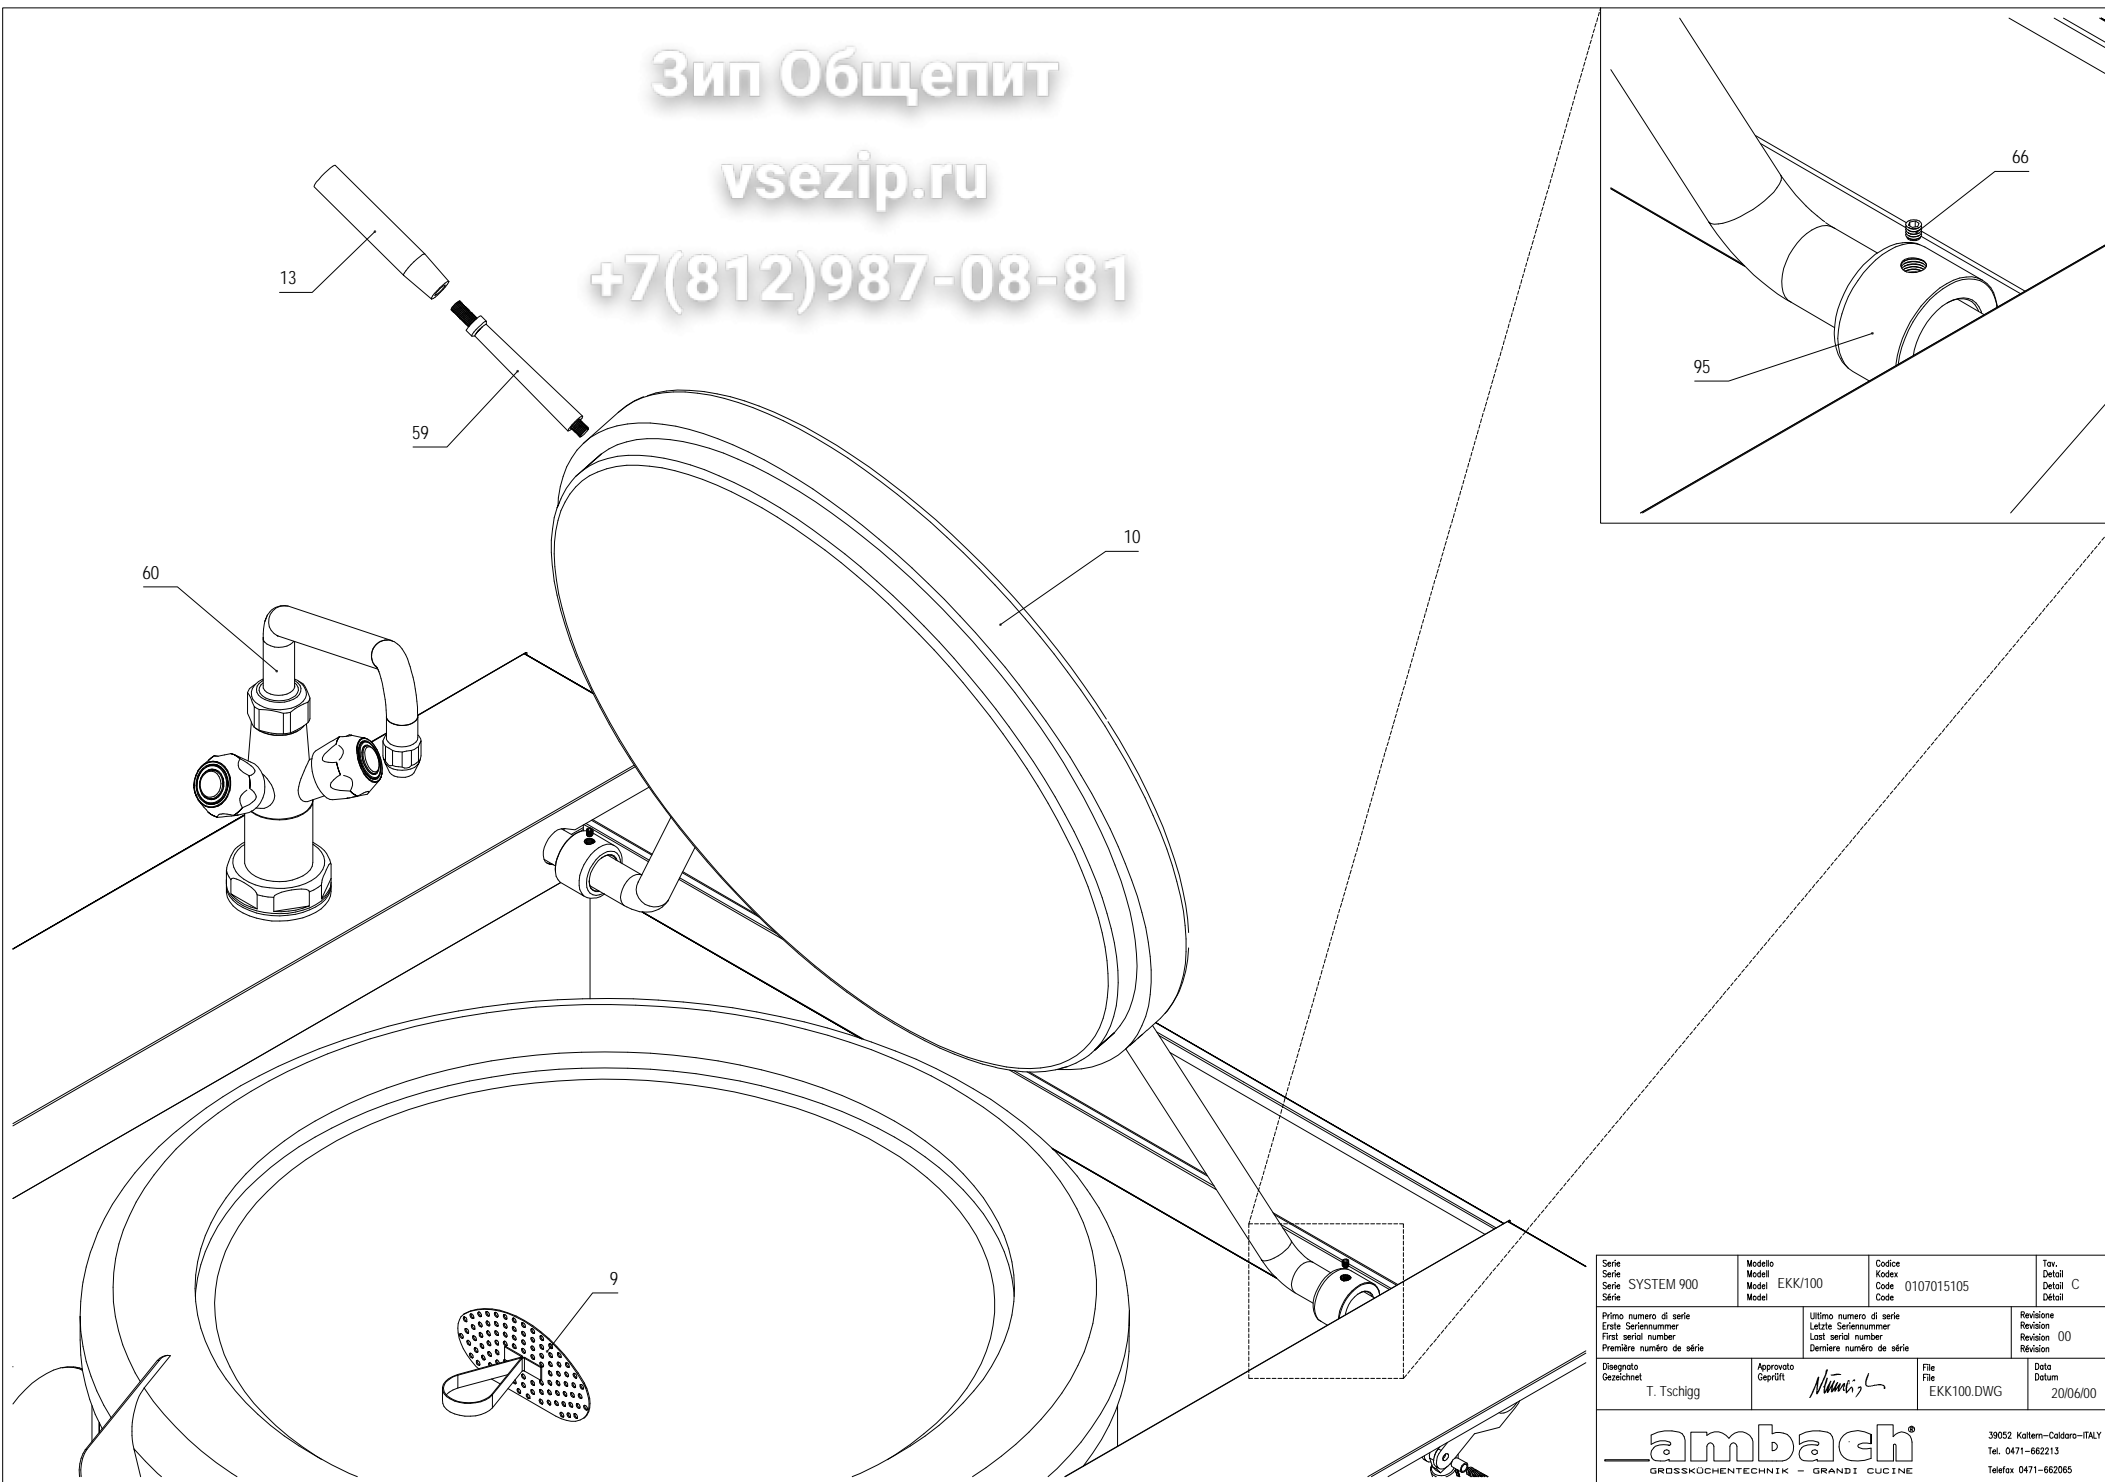 Зип Общепит
vsezip.ru
+7(812)987-08-81
66
13
95
59
10
60
9
Serie
Serie
Serie SYSTEM 900
Série
Modello
Modell
Model EKK/100
Model
Codice
Kodex
Code 0107015105
Code
Tav.
Detail
Detail C
Détail
Primo numero di serie
Erste Seriennummer
First serial number
Première numéro de série
Ultimo numero di serie
Letzte Seriennummer
Last serial number
Derniere numéro de série
Revisione
Revision
Revision 00
Révision
Disegnato
Gezeichnet
T. Tschigg
Approvato
Geprüft
File
File
EKK100.DWG
Data
Datum
20/06/00
ambach®
GROSSKÜCHENTECHNIK – GRANDI CUCINE
39052 Kaltern–Caldaro–ITALY
Tel. 0471–662213
Telefax 0471–662065